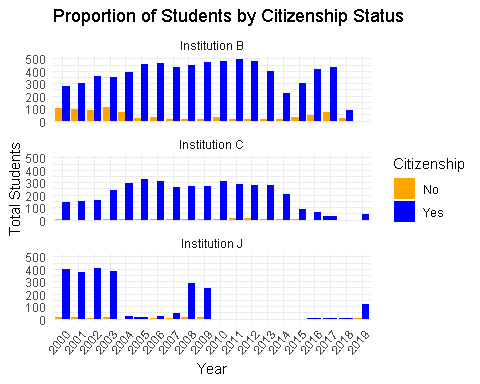 Proportion of Students by Citizenship Status
Institution B
500
400
300
200
100
0
Institution C
500
400
300
200
100
0
Institution J
500
400
300
200
100
0
2000 2001 2002 2003 2004 2005 2006 2007 2008 2009 2010 2011 2012 2013 2014 2015 2016 2017 2018 2019
Year
Total Students
Citizenship
No
Yes